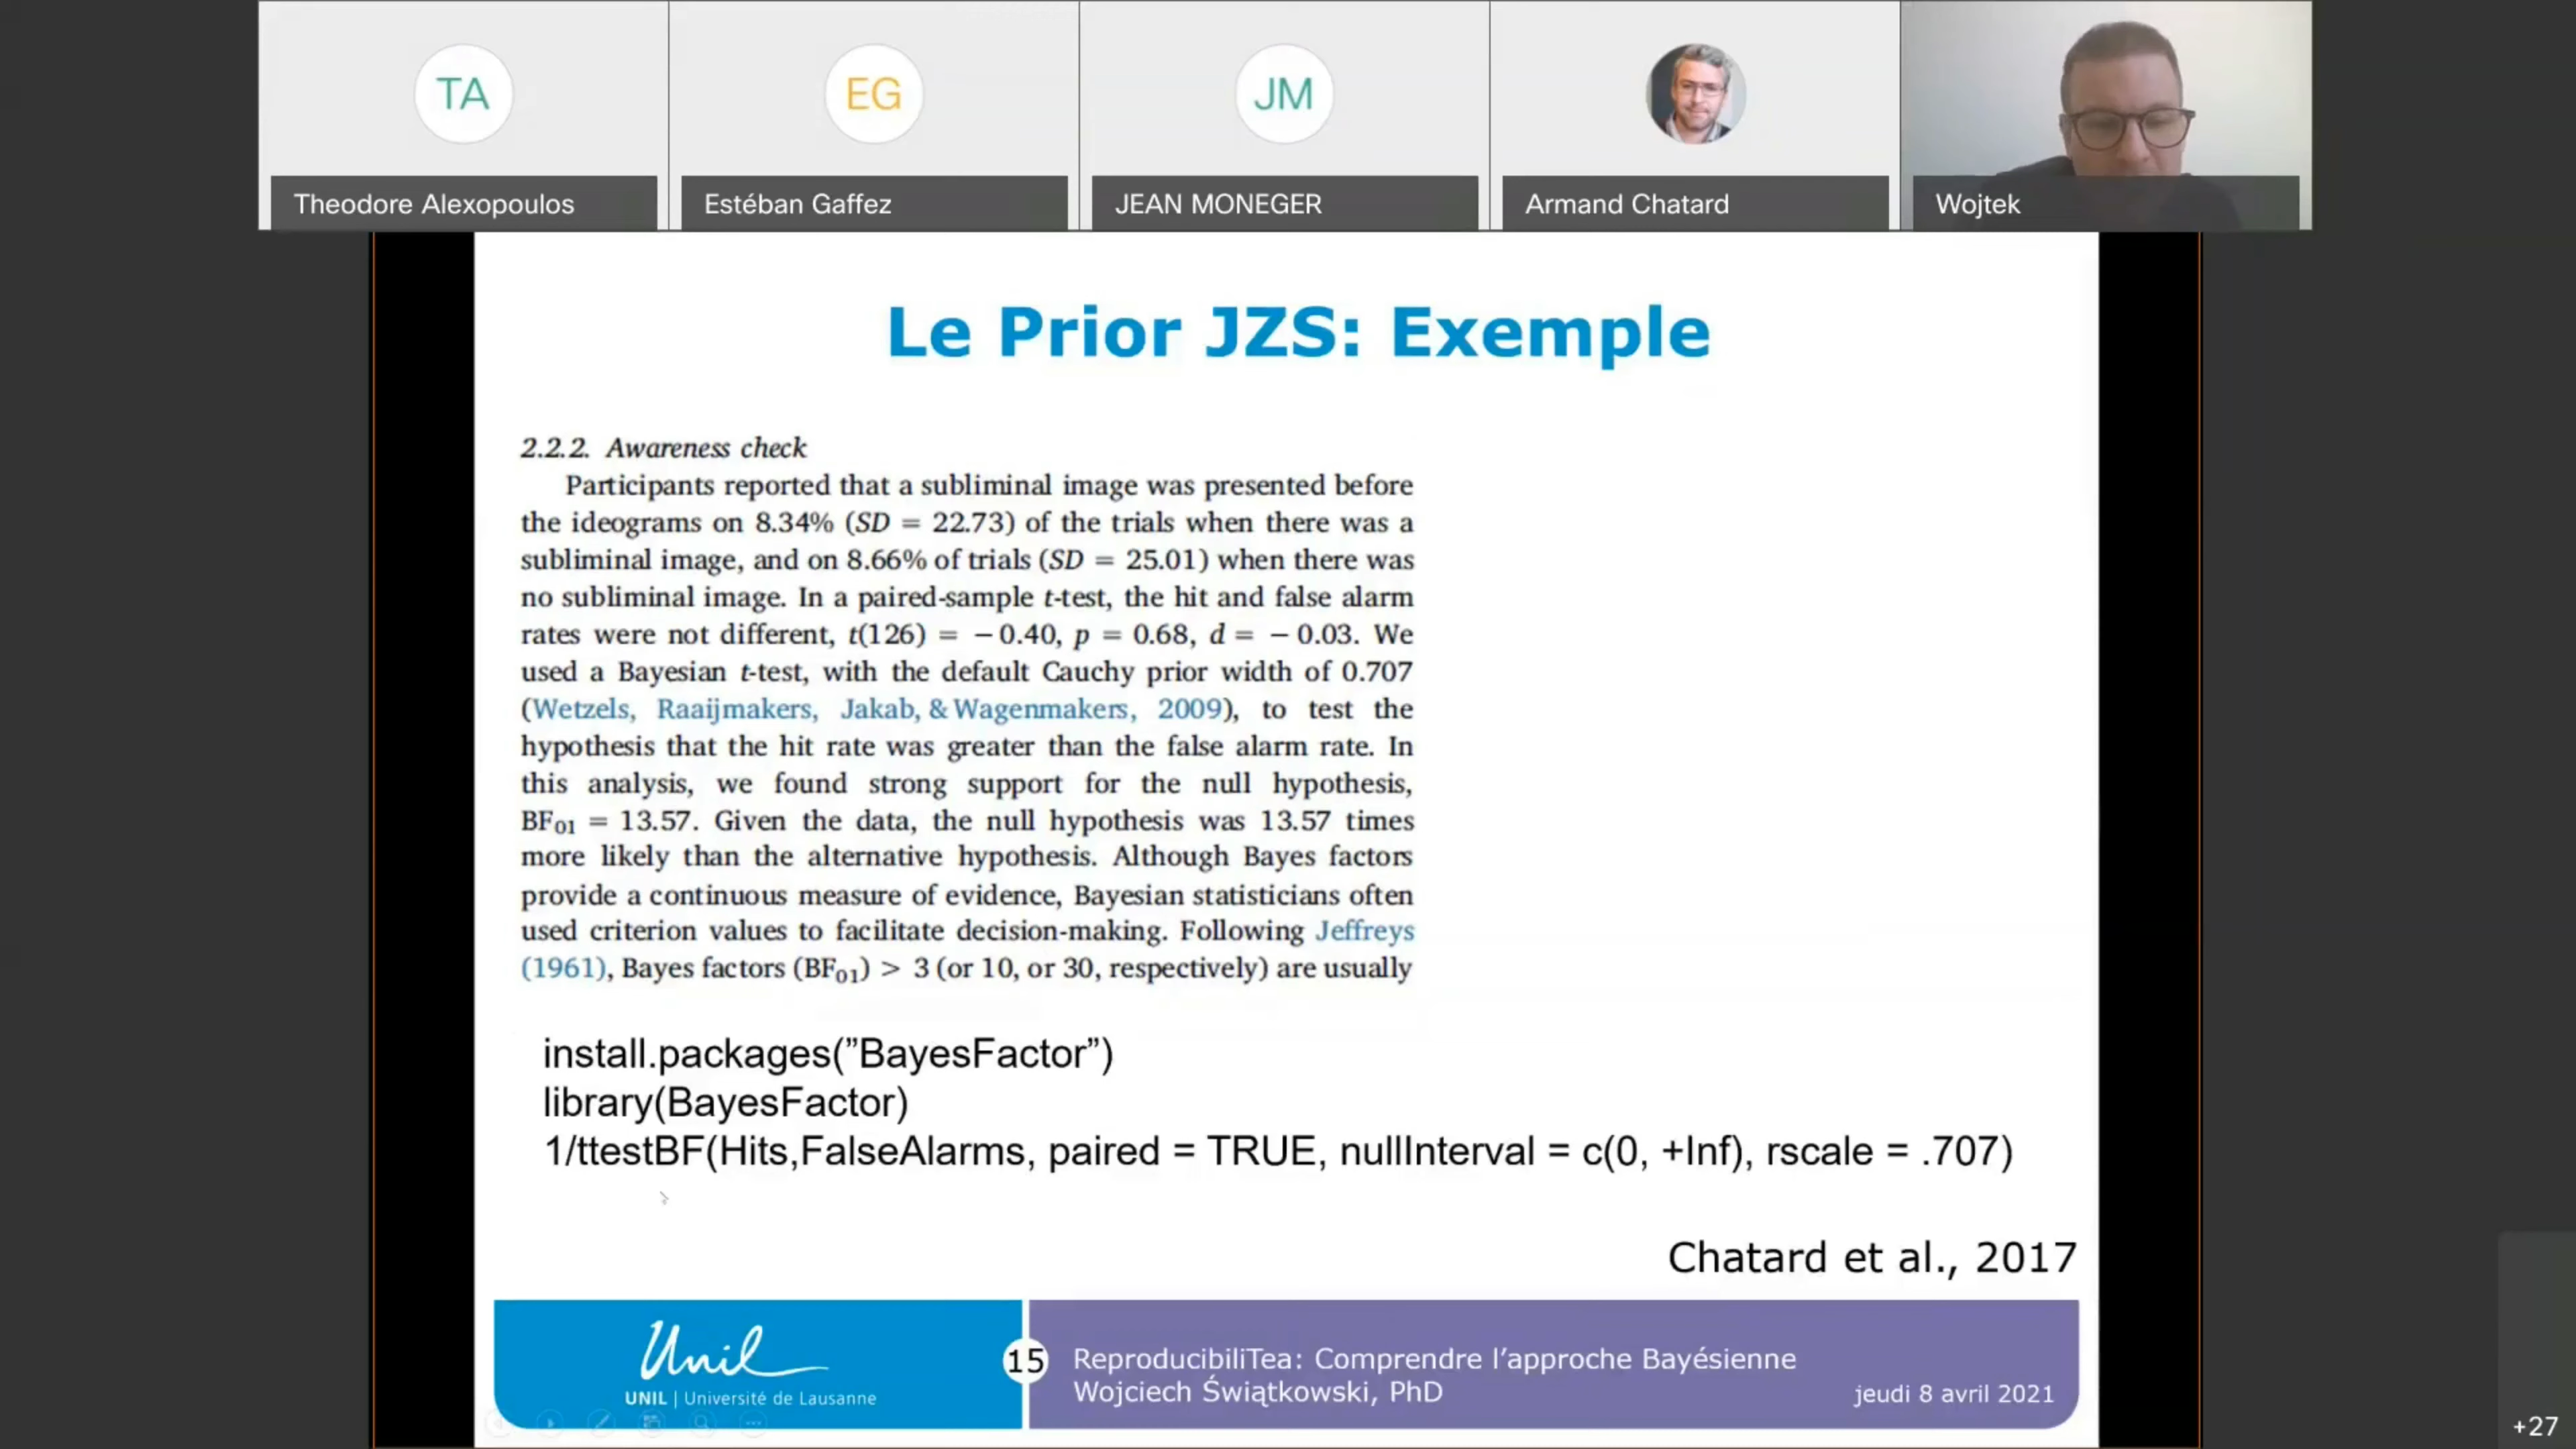 TA
EG
JM
Theodore Alexopoulos
Estéban Gaffez
JEAN MONEGER
Armand Chatard
Wojtek
Le Prior JZS: Exemple
2.2.2. Awareness check
Participants reported that a subliminal image was presented before
the ideograms on 8.34% (SD = 22.73) of the trials when there was a
subliminal image, and on 8.66% of trials (SD = 25.01) when there was
no subliminal image. In a paired-sample t-test, the hit and false alarm
rates were not different, t(126) = − 0.40, p = 0.68, d = − 0.03. We
used a Bayesian t-test, with the default Cauchy prior width of 0.707
(Wetzels, Raaijmakers, Jakab, & Wagenmakers, 2009), to test the
hypothesis that the hit rate was greater than the false alarm rate. In
this analysis, we found strong support for the null hypothesis,
BF01 = 13.57. Given the data, the null hypothesis was 13.57 times
more likely than the alternative hypothesis. Although Bayes factors
provide a continuous measure of evidence, Bayesian statisticians often
used criterion values to facilitate decision-making. Following Jeffreys
(1961), Bayes factors (BF01) > 3 (or 10, or 30, respectively) are usually
install.packages(”BayesFactor”)
library(BayesFactor)
1/ttestBF(Hits,FalseAlarms, paired = TRUE, nullInterval = c(0, +Inf), rscale = .707)
Chatard et al., 2017
Unil
UNIL | Université de Lausanne
15
ReproducibiliTea: Comprendre l’approche Bayésienne
Wojciech Świątkowski, PhD
jeudi 8 avril 2021
+27